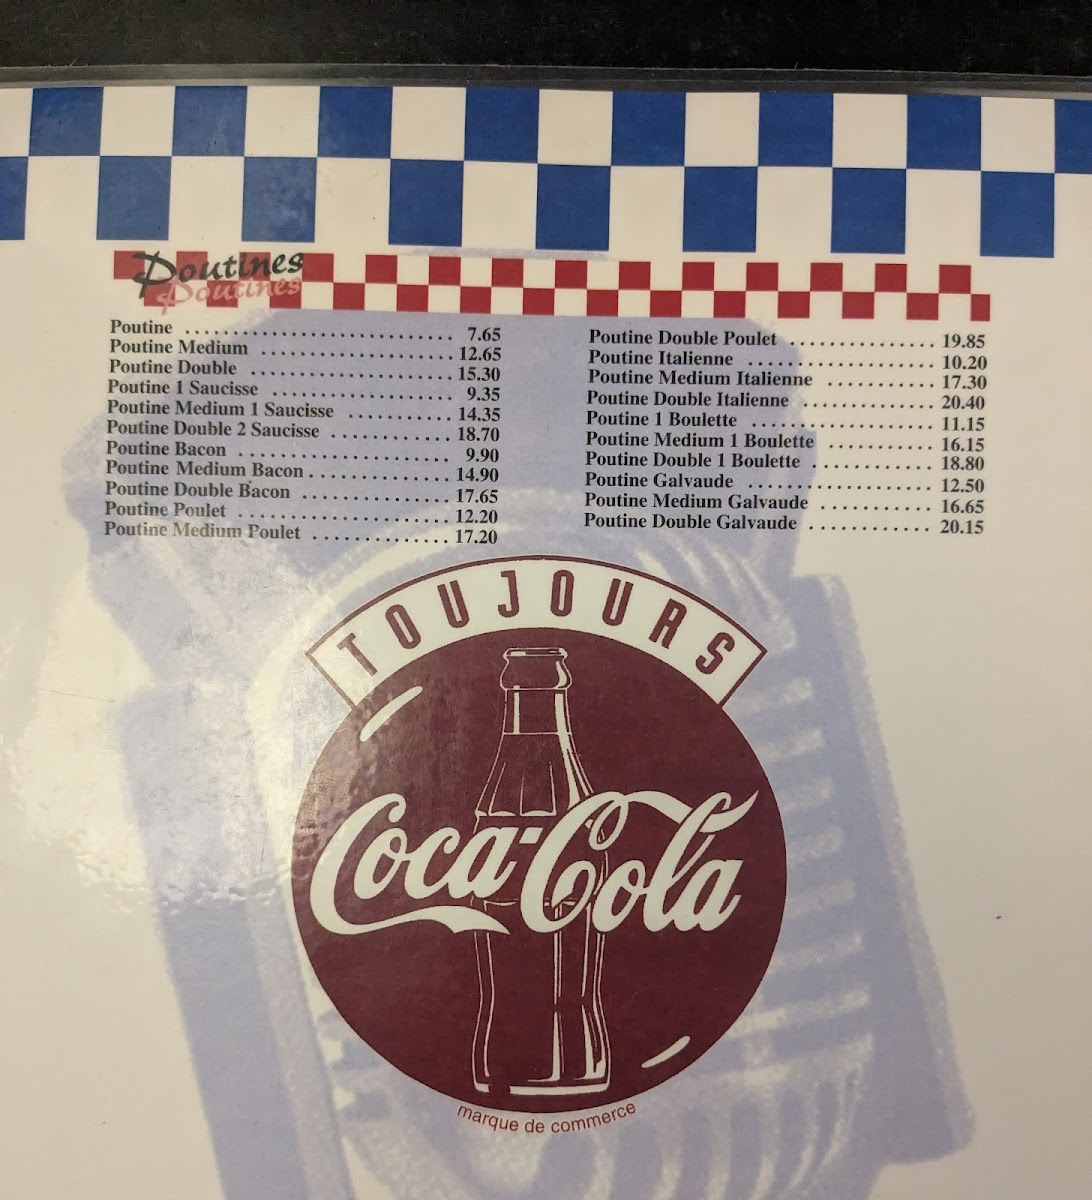 Poutines
Poutine ............................ 7.65
Poutine Medium .................... 12.65
Poutine Double ..................... 15.30
Poutine 1 Saucisse .................... 9.35
Poutine Medium 1 Saucisse ........... 14.35
Poutine Double 2 Saucisse ............ 18.70
Poutine Bacon ...................... 9.90
Poutine Medium Bacon ............... 14.90
Poutine Double Bacon ............... 17.65
Poutine Poulet ...................... 12.20
Poutine Medium Poulet .............. 17.20
Poutine Double Poulet ............... 19.85
Poutine Italienne ................... 10.20
Poutine Medium Italienne ........... 17.30
Poutine Double Italienne ............. 20.40
Poutine 1 Boulette ................... 11.15
Poutine Medium 1 Boulette ........... 16.15
Poutine Double 1 Boulette ............ 18.80
Poutine Galvaude .................... 12.50
Poutine Medium Galvaude ............ 16.65
Poutine Double Galvaude ............ 20.15
TOUJOURS
Coca-Cola
marque de commerce